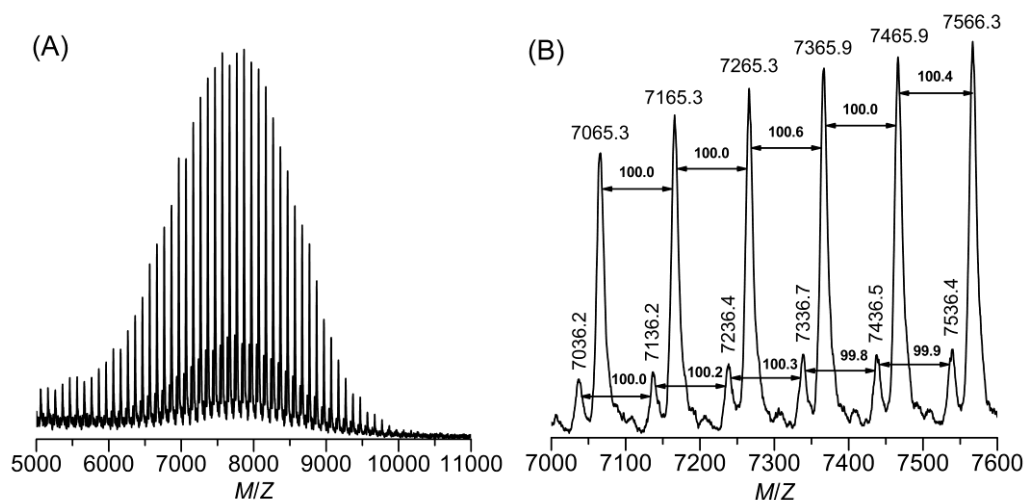 (A)
5000 6000 7000 8000 9000 10000 11000
M/Z
(B)
7065.3 7165.3 7265.3 7365.9 7465.9 7566.3
100.0 100.0 100.6 100.0 100.4
7036.2 7136.2 7236.4 7336.7 7436.5 7536.4
100.0 100.2 100.3 99.8 99.9
7000 7100 7200 7300 7400 7500 7600
M/Z